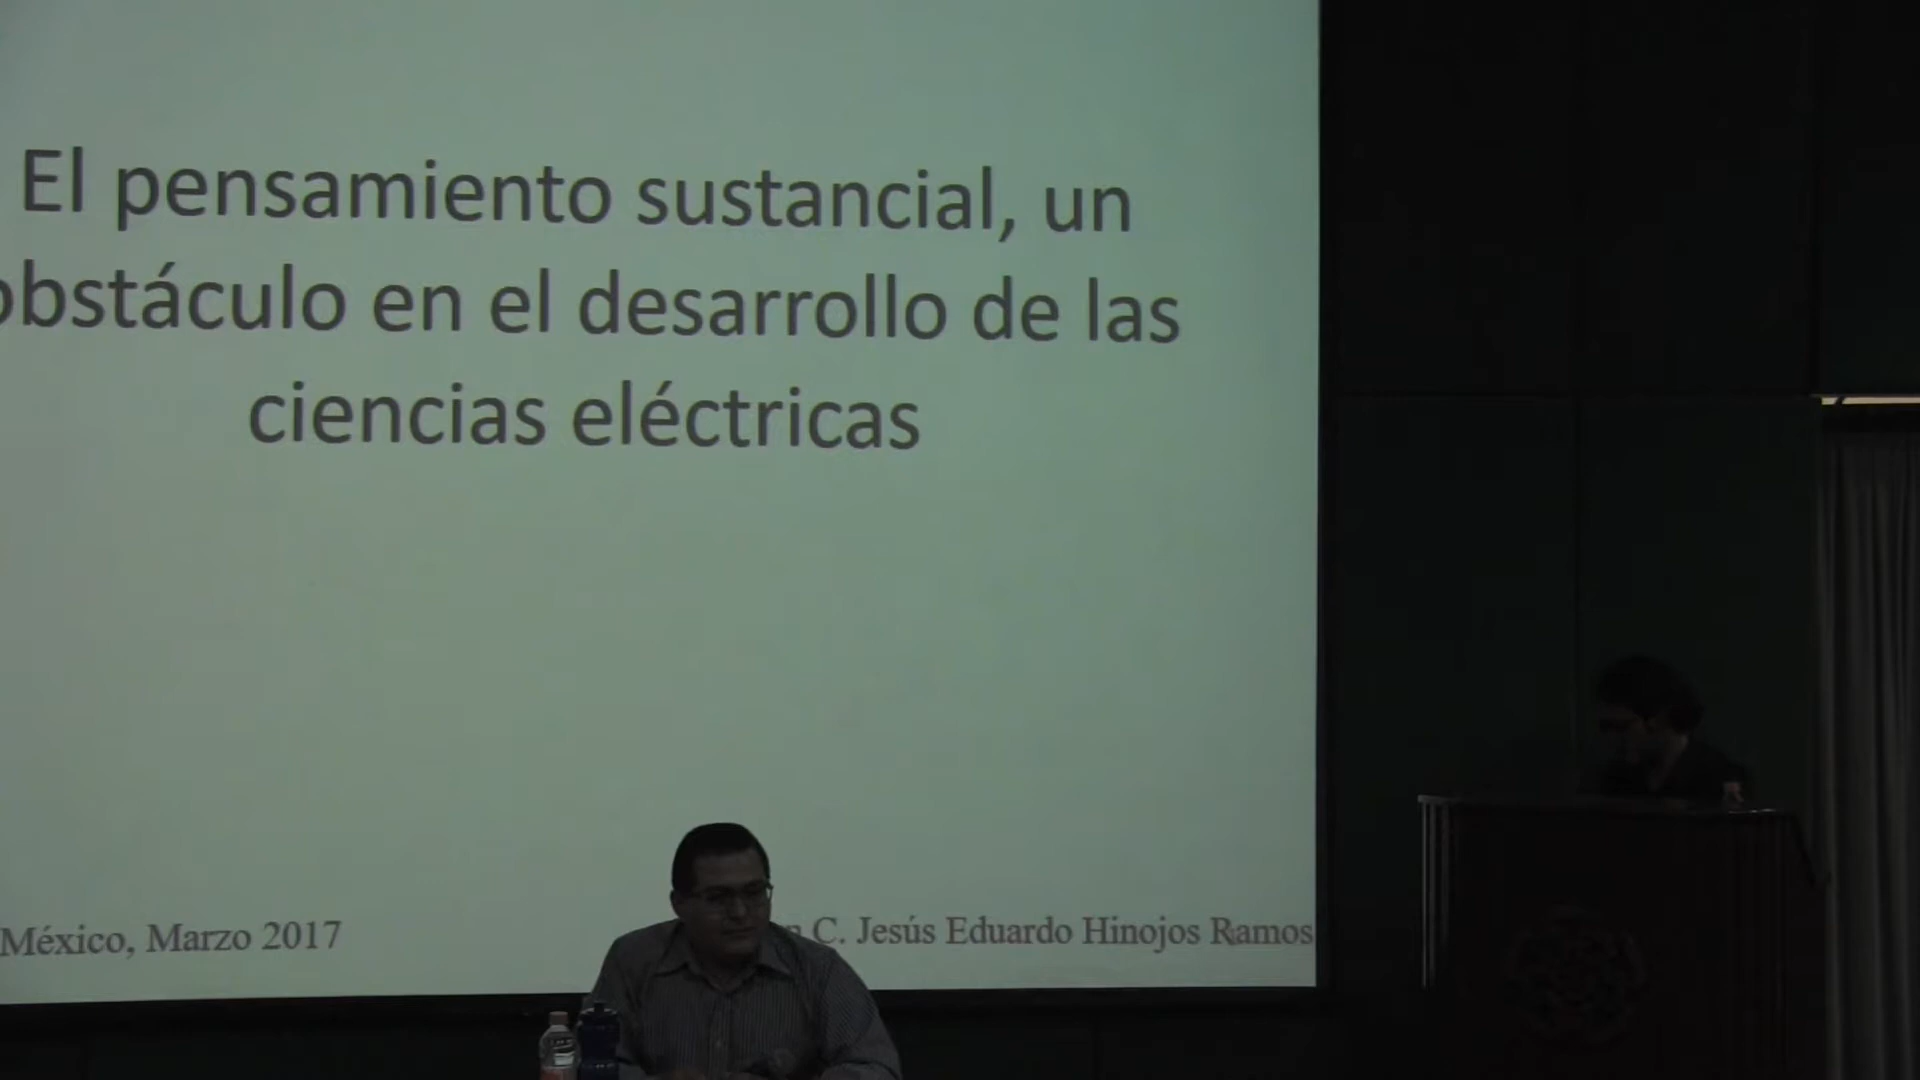 El pensamiento sustancial, un
obstáculo en el desarrollo de las
ciencias eléctricas
México, Marzo 2017
C. Jesús Eduardo Hinojos Ramos